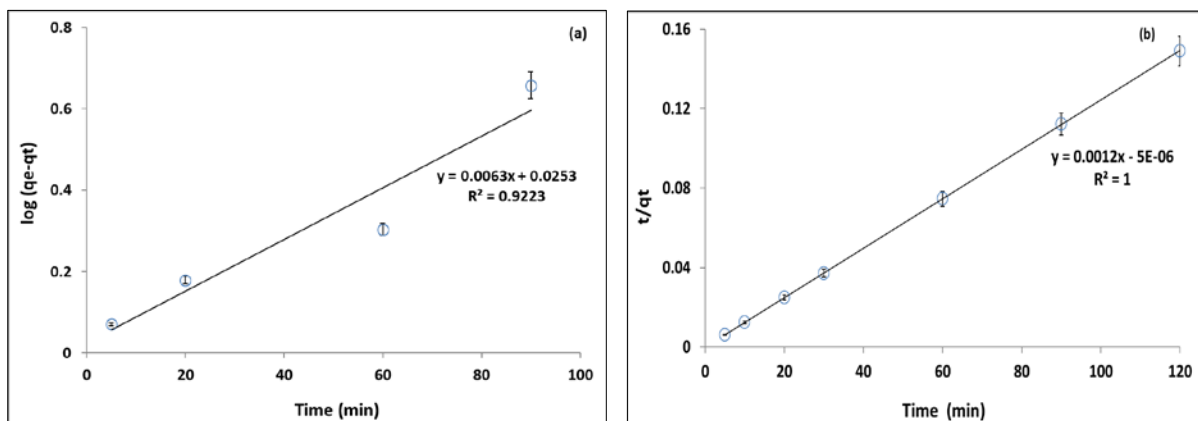 (a)
0.8
0.6
0.4
0.2
0
log (qe-qt)
y = 0.0063x + 0.0253
R² = 0.9223
0 20 40 60 80 100
Time (min)
(b)
0.16
0.12
0.08
0.04
0
t/qt
y = 0.0012x - 5E-06
R² = 1
0 20 40 60 80 100 120
Time (min)